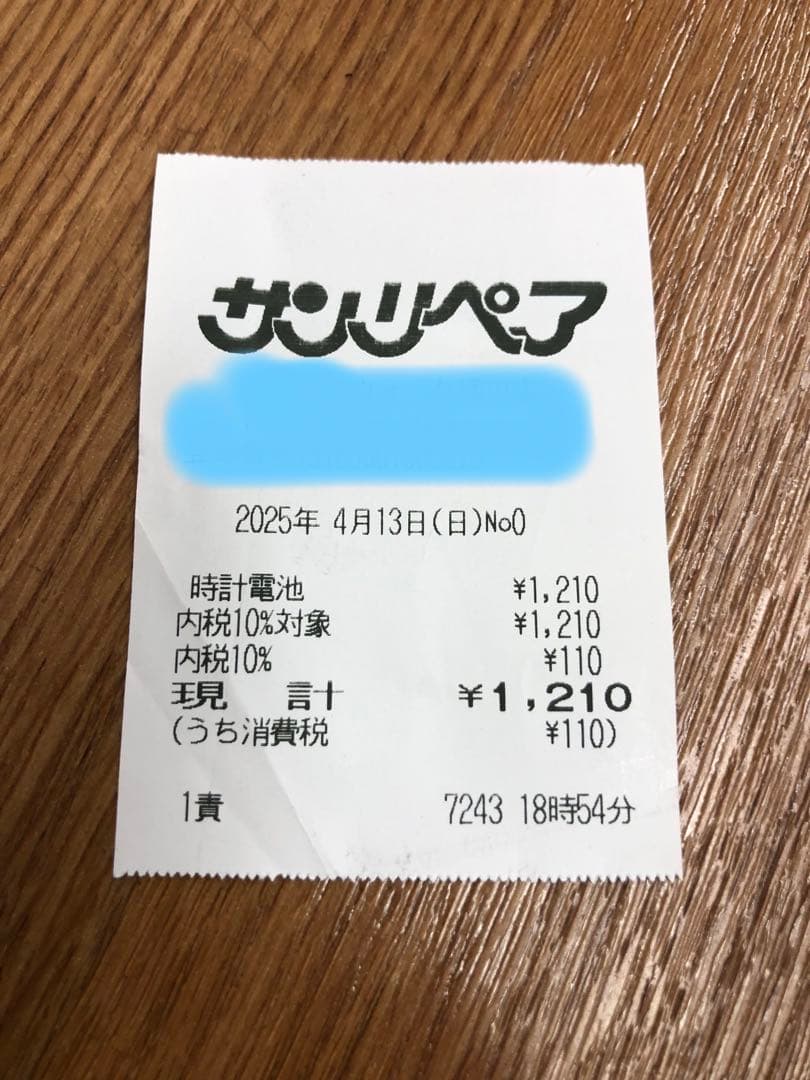 サンリペア
2025年 4月13日(日)No0
時計電池 ¥1,210
内税10%対象 ¥1,210
内税10% ¥110
現 計 ¥1,210
(うち消費税 ¥110)
1責 7243 18時54分